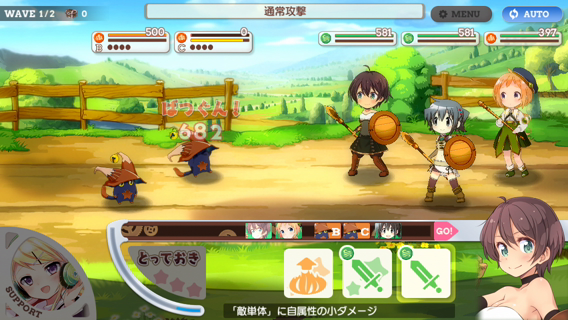 WAVE 1/2 0
通常攻撃
MENU
AUTO
500
B
0
C
581
581
397
ばつぐん!
682
B
C
GO!
とっておき
SUPPORT
「敵単体」に自属性の小ダメージ